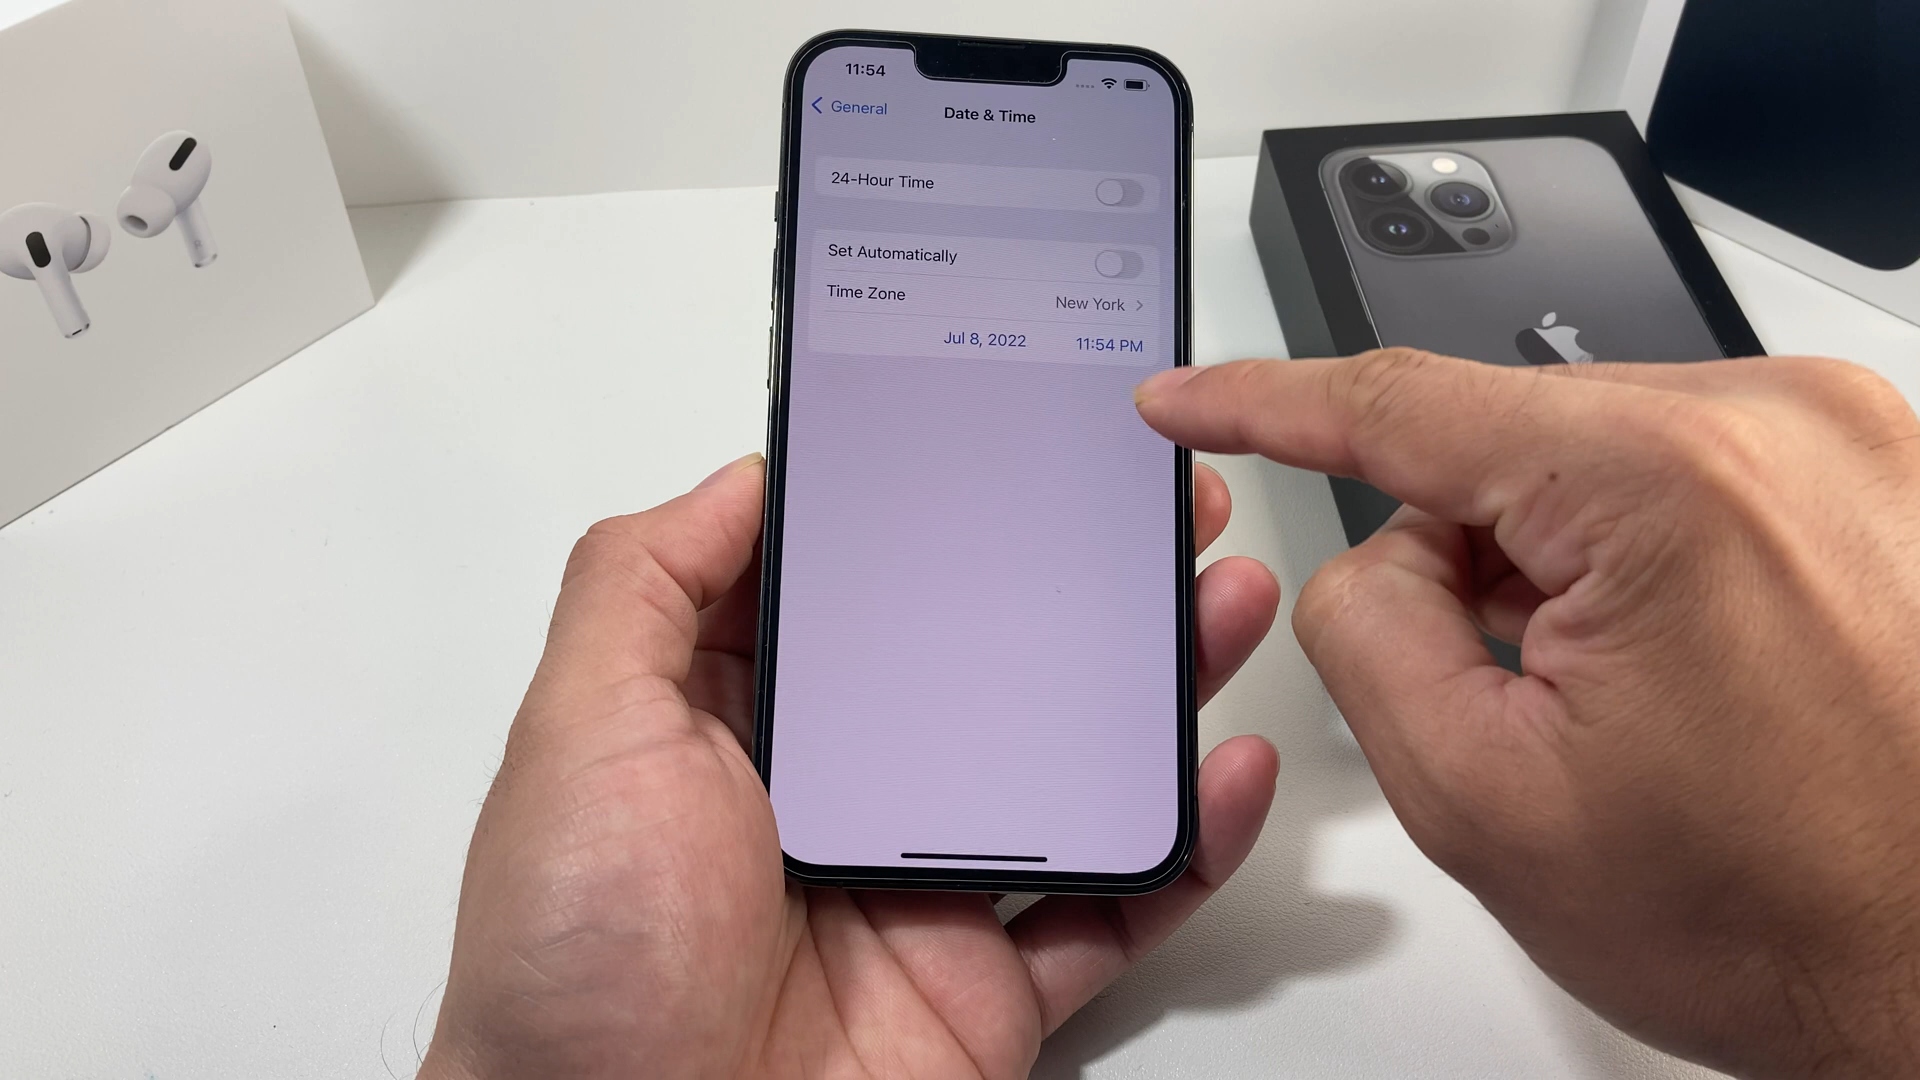 11:54
General
Date & Time
24-Hour Time
Set Automatically
Time Zone New York
Jul 8, 2022 11:54 PM